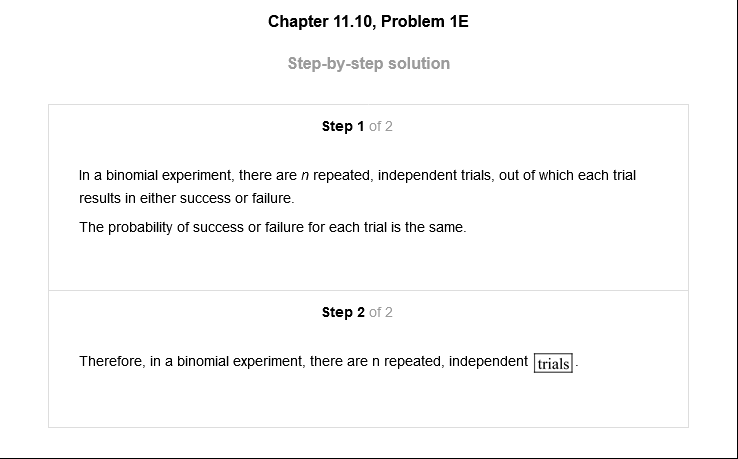 Chapter 11.10, Problem 1E
Step-by-step solution
Step 1 of 2
In a binomial experiment, there are n repeated, independent trials, out of which each trial
results in either success or failure.
The probability of success or failure for each trial is the same.
Step 2 of 2
Therefore, in a binomial experiment, there are n repeated, independent trials.